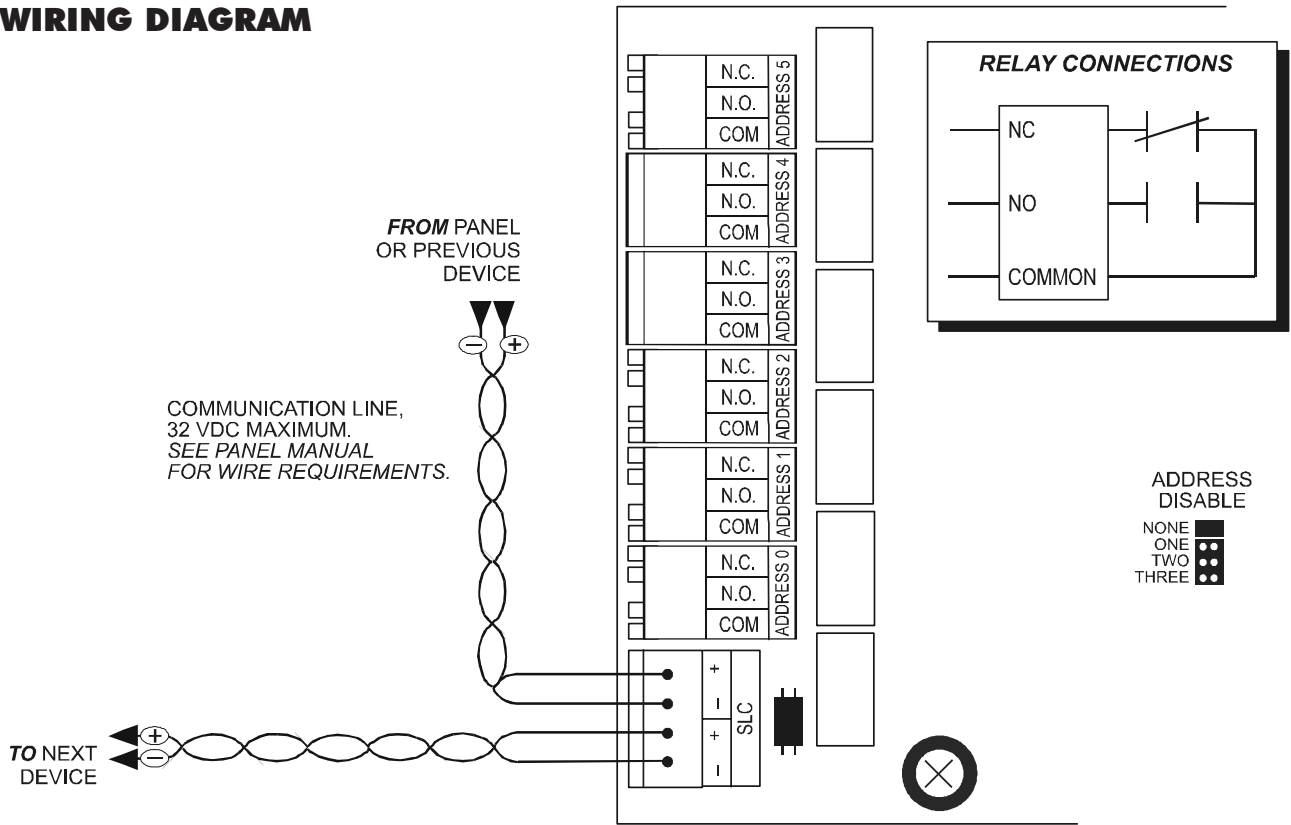 WIRING DIAGRAM
N.C.
N.O.
COM
ADDRESS 5
N.C.
N.O.
COM
ADDRESS 4
N.C.
N.O.
COM
ADDRESS 3
N.C.
N.O.
COM
ADDRESS 2
N.C.
N.O.
COM
ADDRESS 1
N.C.
N.O.
COM
ADDRESS 0
+
-
+
-
SLC
RELAY CONNECTIONS
NC
NO
COMMON
FROM PANEL
OR PREVIOUS
DEVICE
- +
COMMUNICATION LINE,
32 VDC MAXIMUM.
SEE PANEL MANUAL
FOR WIRE REQUIREMENTS.
ADDRESS
DISABLE
NONE
ONE
TWO
THREE
+
-
TO NEXT
DEVICE